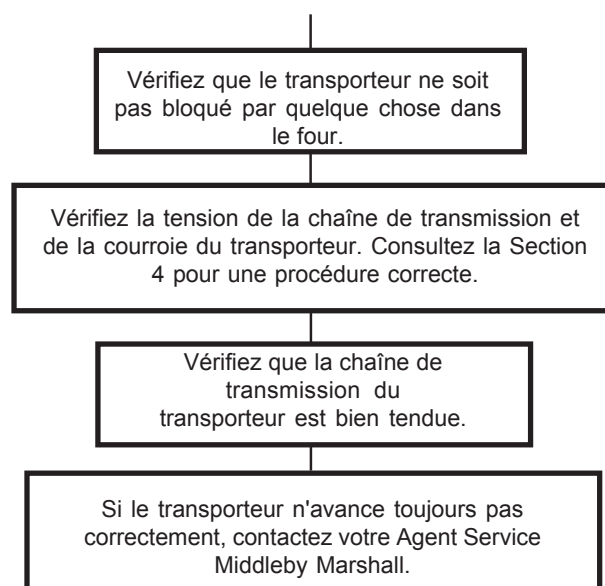 Vérifiez que le transporteur ne soit
pas bloqué par quelque chose dans
le four.
Vérifiez la tension de la chaîne de transmission et
de la courroie du transporteur. Consultez la Section
4 pour une procédure correcte.
Vérifiez que la chaîne de
transmission du
transporteur est bien tendue.
Si le transporteur n'avance toujours pas
correctement, contactez votre Agent Service
Middleby Marshall.